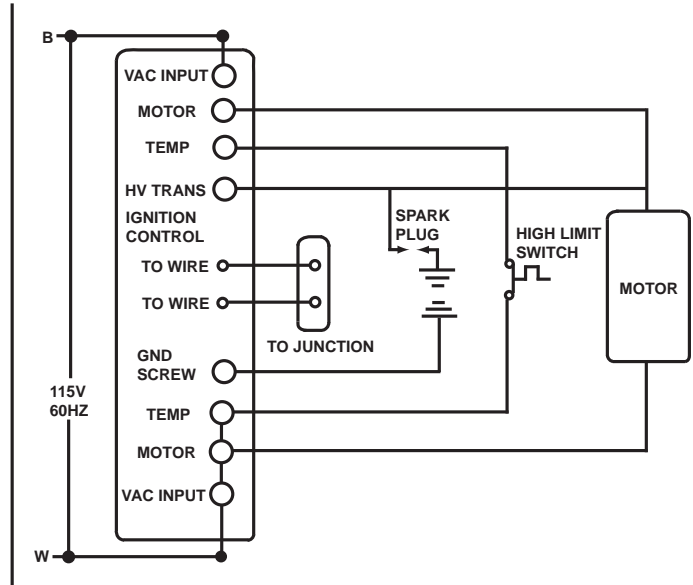 B
VAC INPUT
MOTOR
TEMP
HV TRANS
IGNITION
CONTROL
SPARK
PLUG
HIGH LIMIT
SWITCH
MOTOR
TO WIRE
TO WIRE
TO JUNCTION
GND
SCREW
115V
60HZ
TEMP
MOTOR
VAC INPUT
W